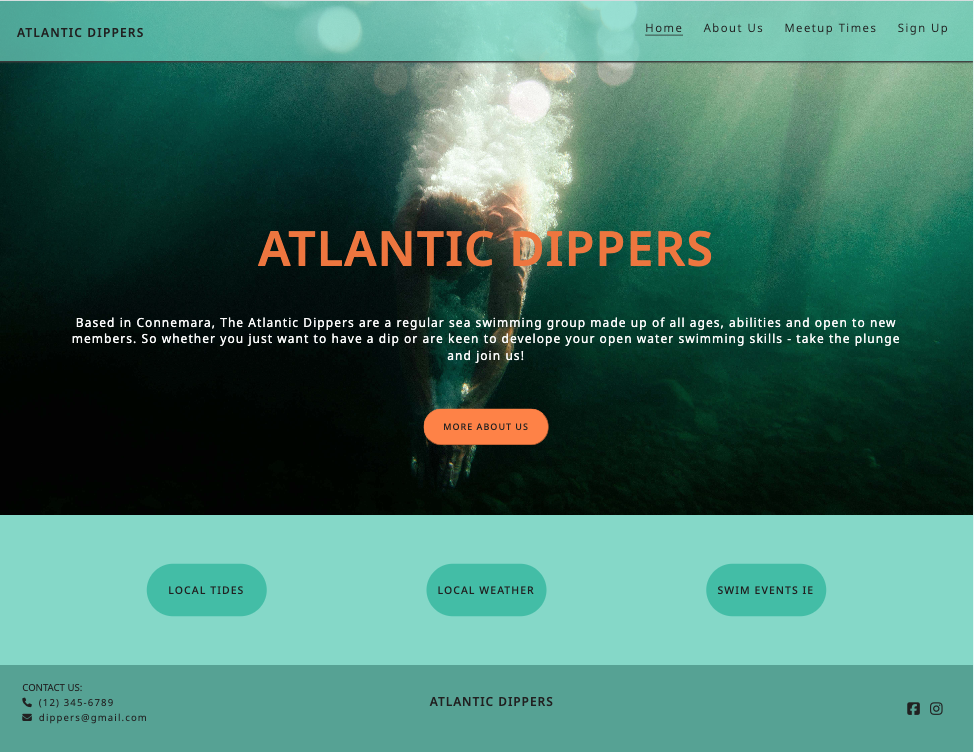 ATLANTIC DIPPERS
Home About Us Meetup Times Sign Up
ATLANTIC DIPPERS
Based in Connemara, The Atlantic Dippers are a regular sea swimming group made up of all ages, abilities and open to new
members. So whether you just want to have a dip or are keen to develope your open water swimming skills - take the plunge
and join us!
MORE ABOUT US
LOCAL TIDES
LOCAL WEATHER
SWIM EVENTS IE
CONTACT US:
(12) 345-6789
dippers@gmail.com
ATLANTIC DIPPERS